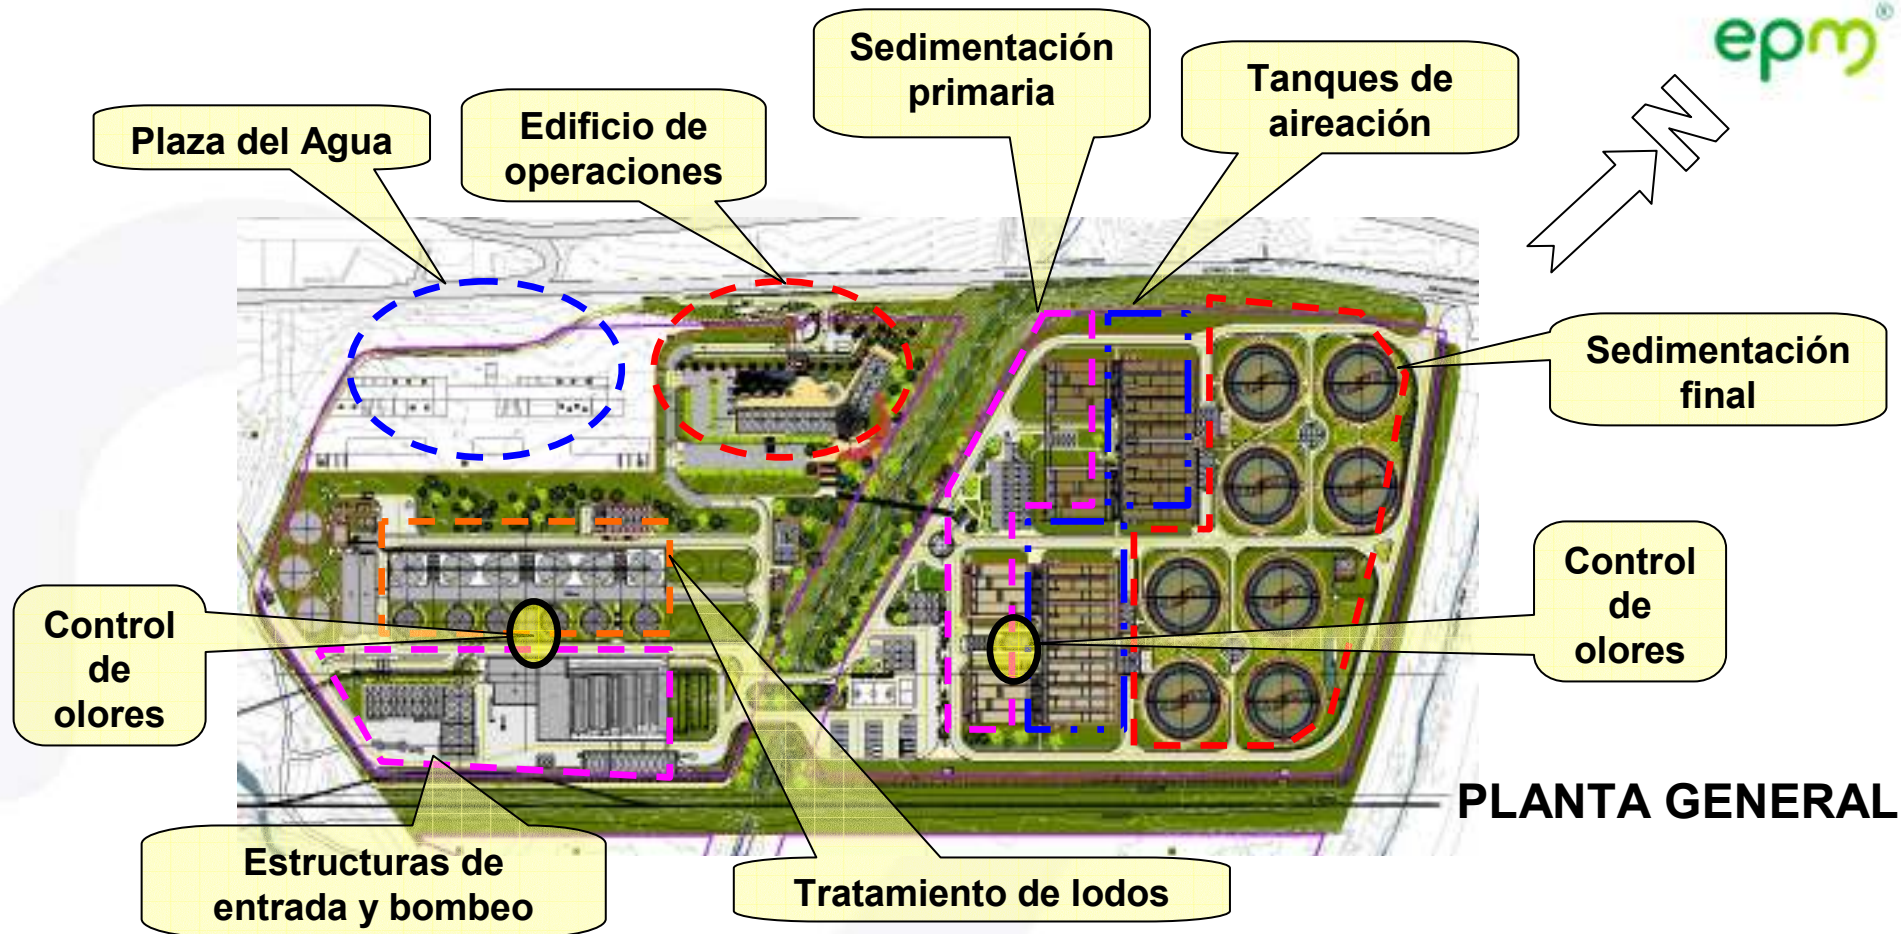 epm®
Sedimentación
primaria
Tanques de
aireación
N
Plaza del Agua
Edificio de
operaciones
Sedimentación
final
Control
de
olores
Control
de
olores
PLANTA GENERAL
Estructuras de
entrada y bombeo
Tratamiento de lodos